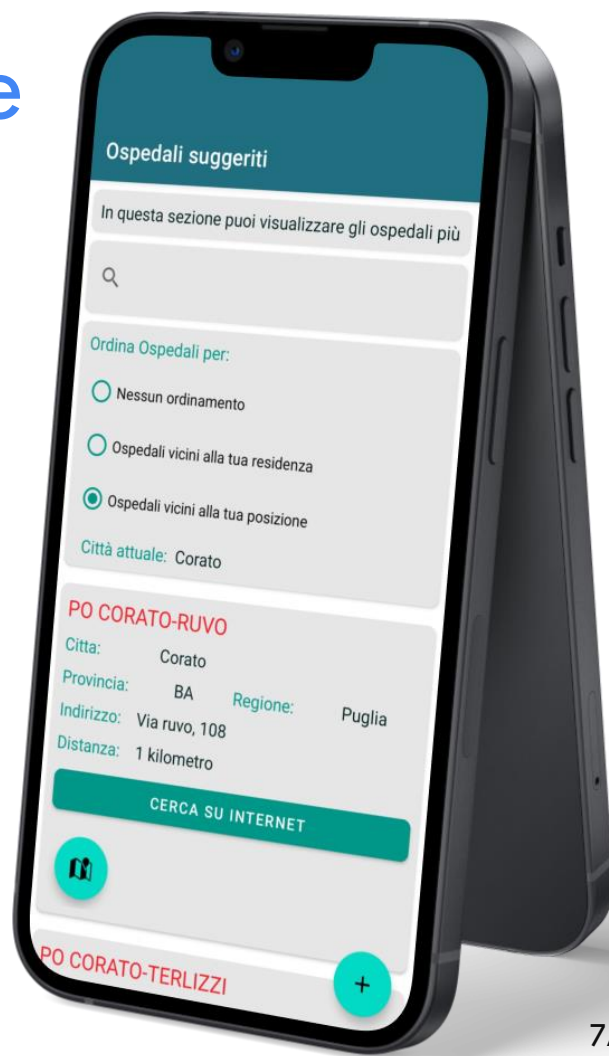 e
Ospedali suggeriti
In questa sezione puoi visualizzare gli ospedali più
Ordina Ospedali per:
Nessun ordinamento
Ospedali vicini alla tua residenza
Ospedali vicini alla tua posizione
Città attuale: Corato
PO CORATO-RUVO
Citta: Corato
Provincia: BA Regione: Puglia
Indirizzo: Via ruvo, 108
Distanza: 1 kilometro
CERCA SU INTERNET
PO CORATO-TERLIZZI
+
7